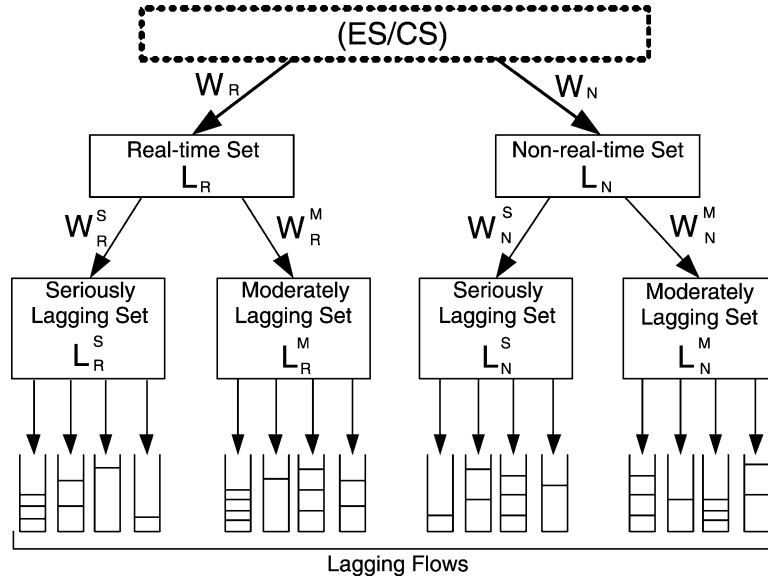 (ES/CS)
W R
W N
Real-time Set
L R
Non-real-time Set
L N
W S R
W M R
W S N
W M N
Seriously
Lagging Set
L S R
Moderately
Lagging Set
L M R
Seriously
Lagging Set
L S N
Moderately
Lagging Set
L M N
Lagging Flows